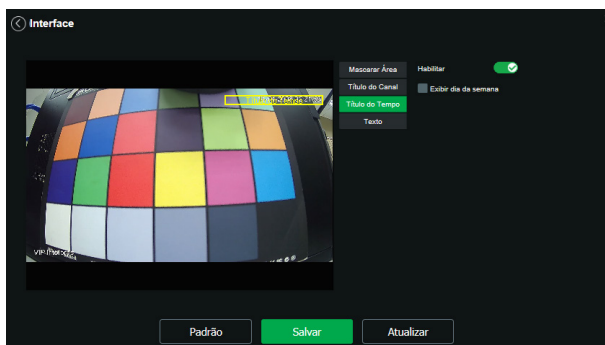 Interface
Mascarar Área
Habilitar
Título do Canal
Exibir dia da semana
Título do Tempo
Texto
Padrão
Salvar
Atualizar